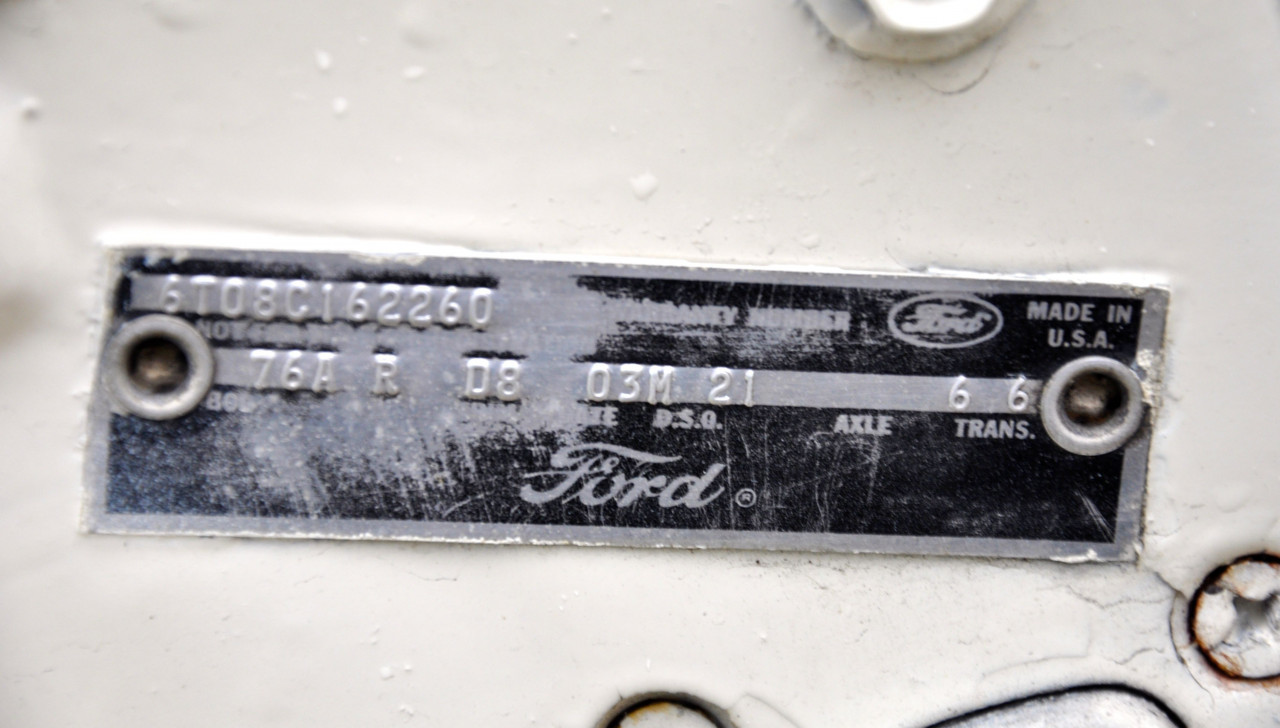 6T08C162260
WARRANTY NUMBER
Ford
MADE IN
U.S.A.
76A R D8 03M 21 6 6
D.S.O. AXLE TRANS.
Ford ®